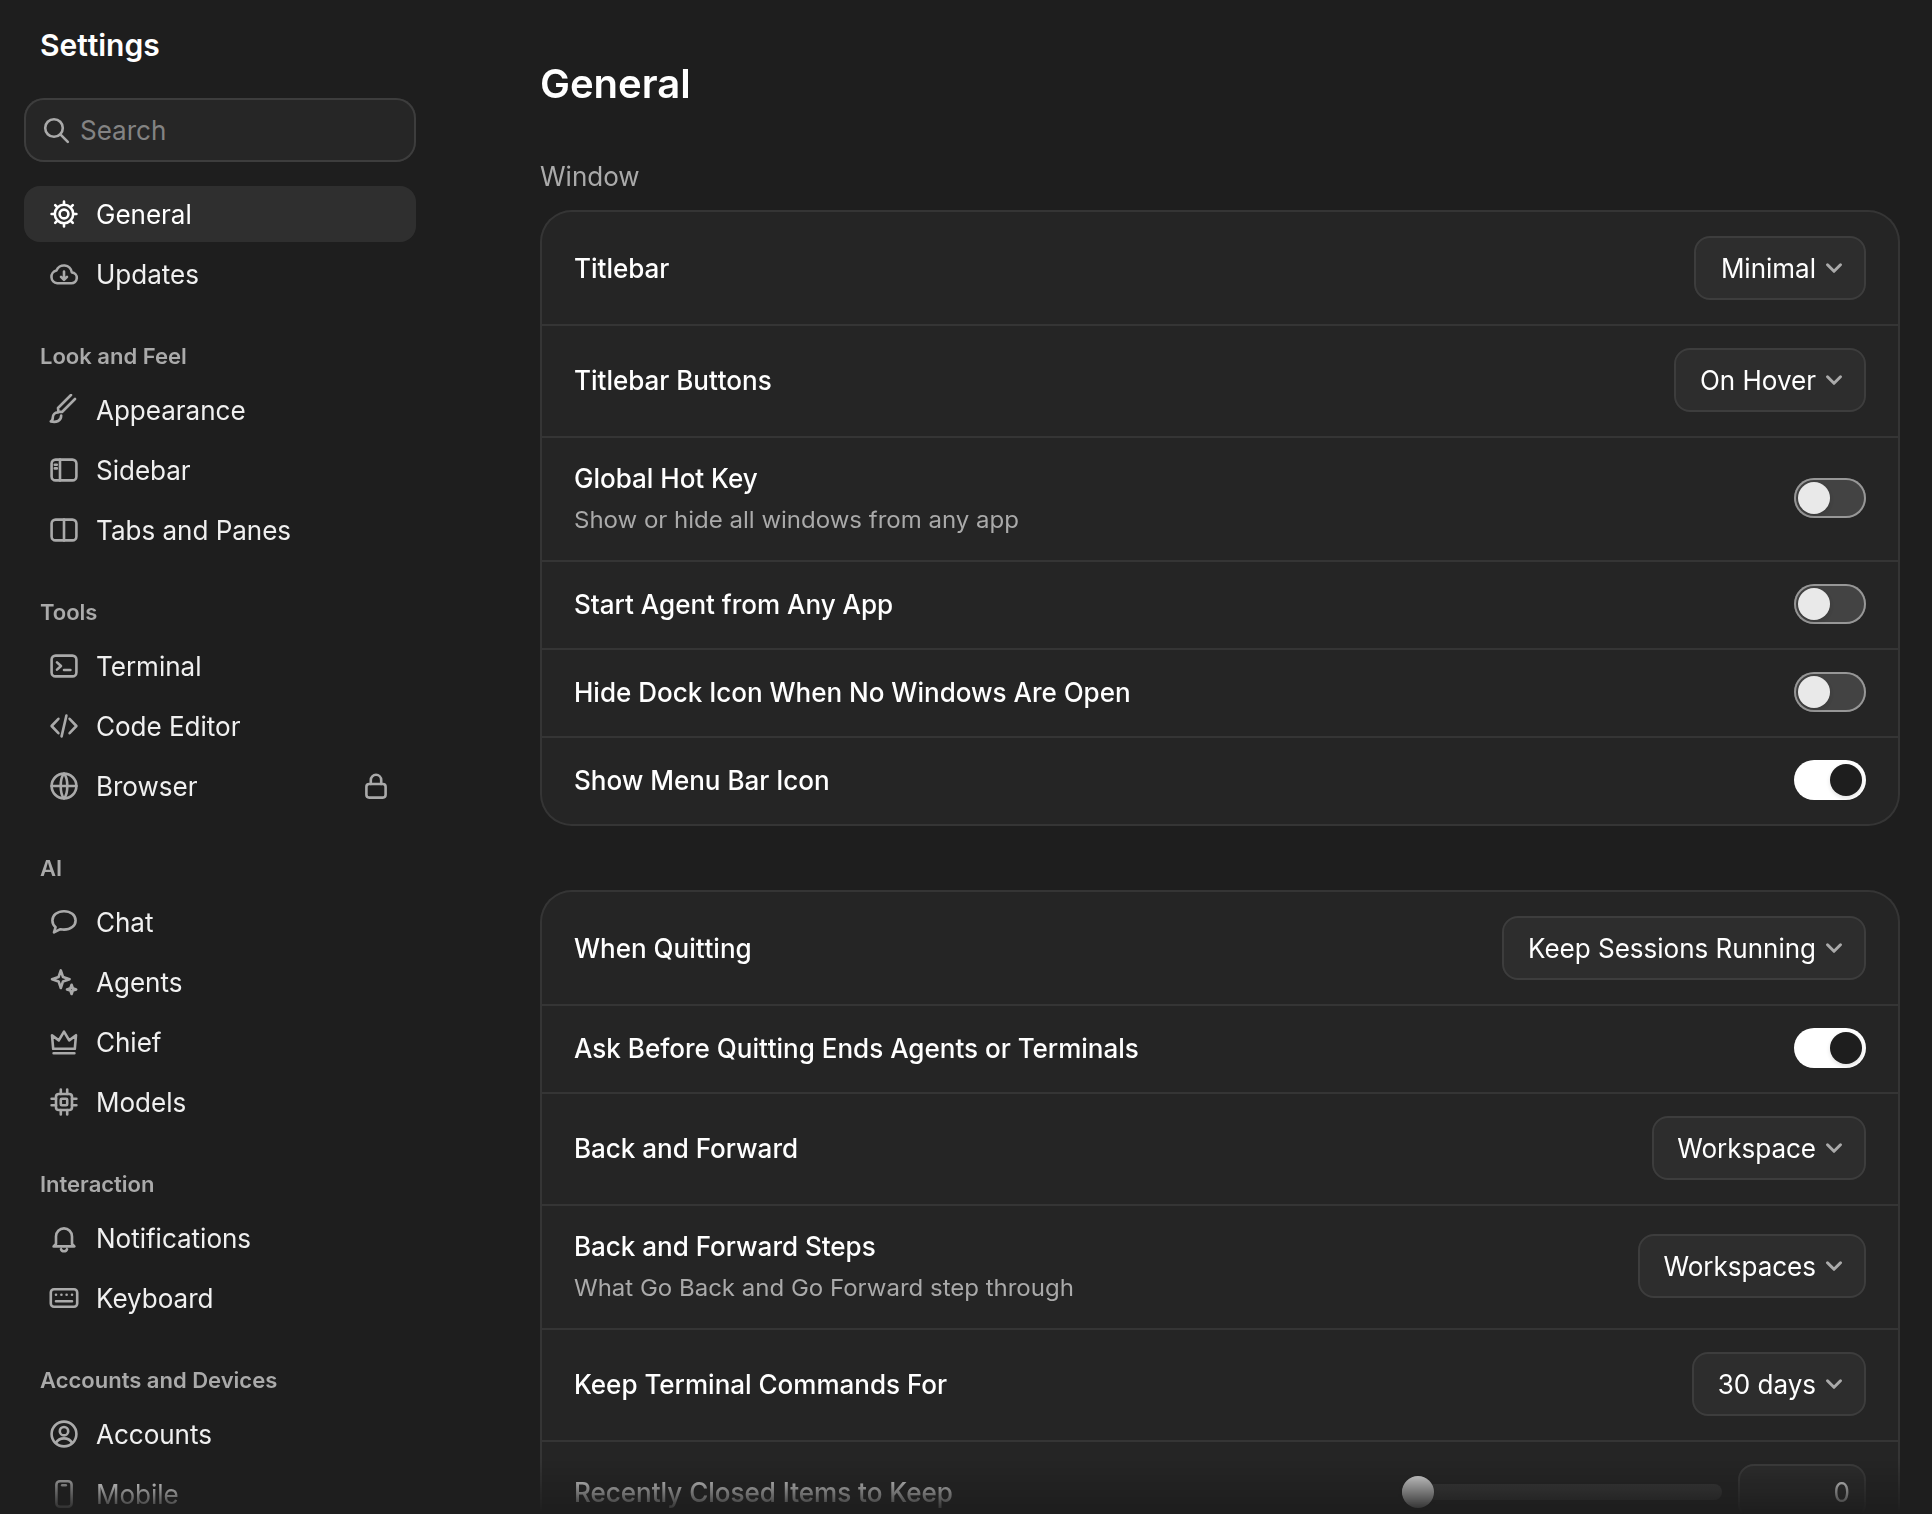 Settings
Search
General
Updates
Look and Feel
Appearance
Sidebar
Tabs and Panes
Tools
Terminal
Code Editor
Browser
AI
Chat
Agents
Chief
Models
Interaction
Notifications
Keyboard
Accounts and Devices
Accounts
Mobile
General
Window
Titlebar
Minimal
Titlebar Buttons
On Hover
Global Hot Key
Show or hide all windows from any app
Start Agent from Any App
Hide Dock Icon When No Windows Are Open
Show Menu Bar Icon
When Quitting
Keep Sessions Running
Ask Before Quitting Ends Agents or Terminals
Back and Forward
Workspace
Back and Forward Steps
What Go Back and Go Forward step through
Workspaces
Keep Terminal Commands For
30 days
Recently Closed Items to Keep
0